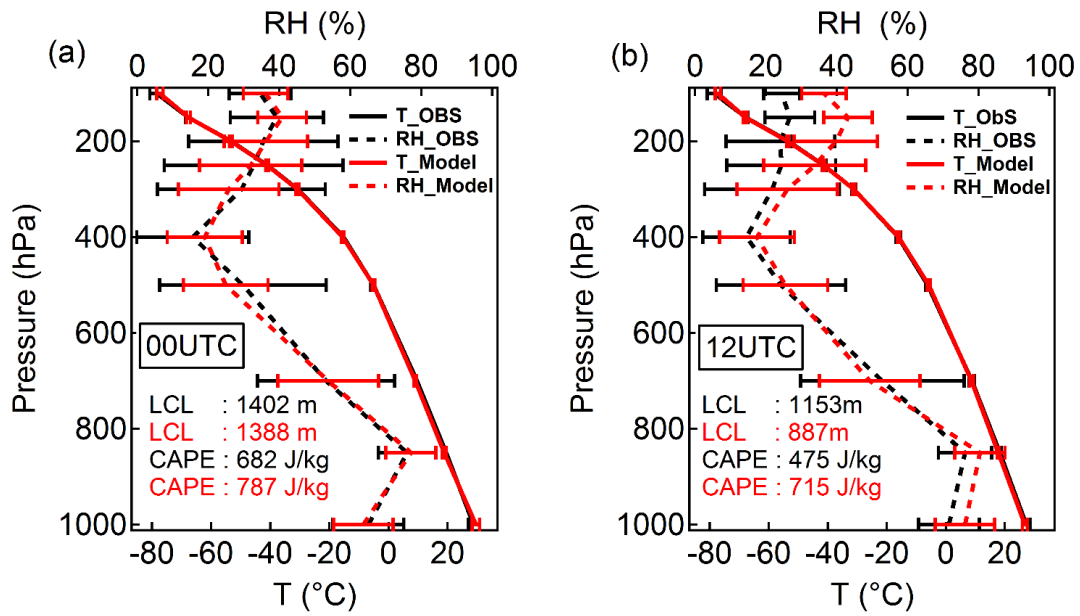 RH (%)
(a)
0 20 40 60 80 100
T_OBS
RH_OBS
T_Model
RH_Model
Pressure (hPa)
200
400
600
800
1000
00UTC
LCL : 1402 m
LCL : 1388 m
CAPE : 682 J/kg
CAPE : 787 J/kg
-80 -60 -40 -20 0 20
T (°C)
RH (%)
(b)
0 20 40 60 80 100
T_ObS
RH_OBS
T_Model
RH_Model
Pressure (hPa)
200
400
600
800
1000
12UTC
LCL : 1153m
LCL : 887m
CAPE : 475 J/kg
CAPE : 715 J/kg
-80 -60 -40 -20 0 20
T (°C)